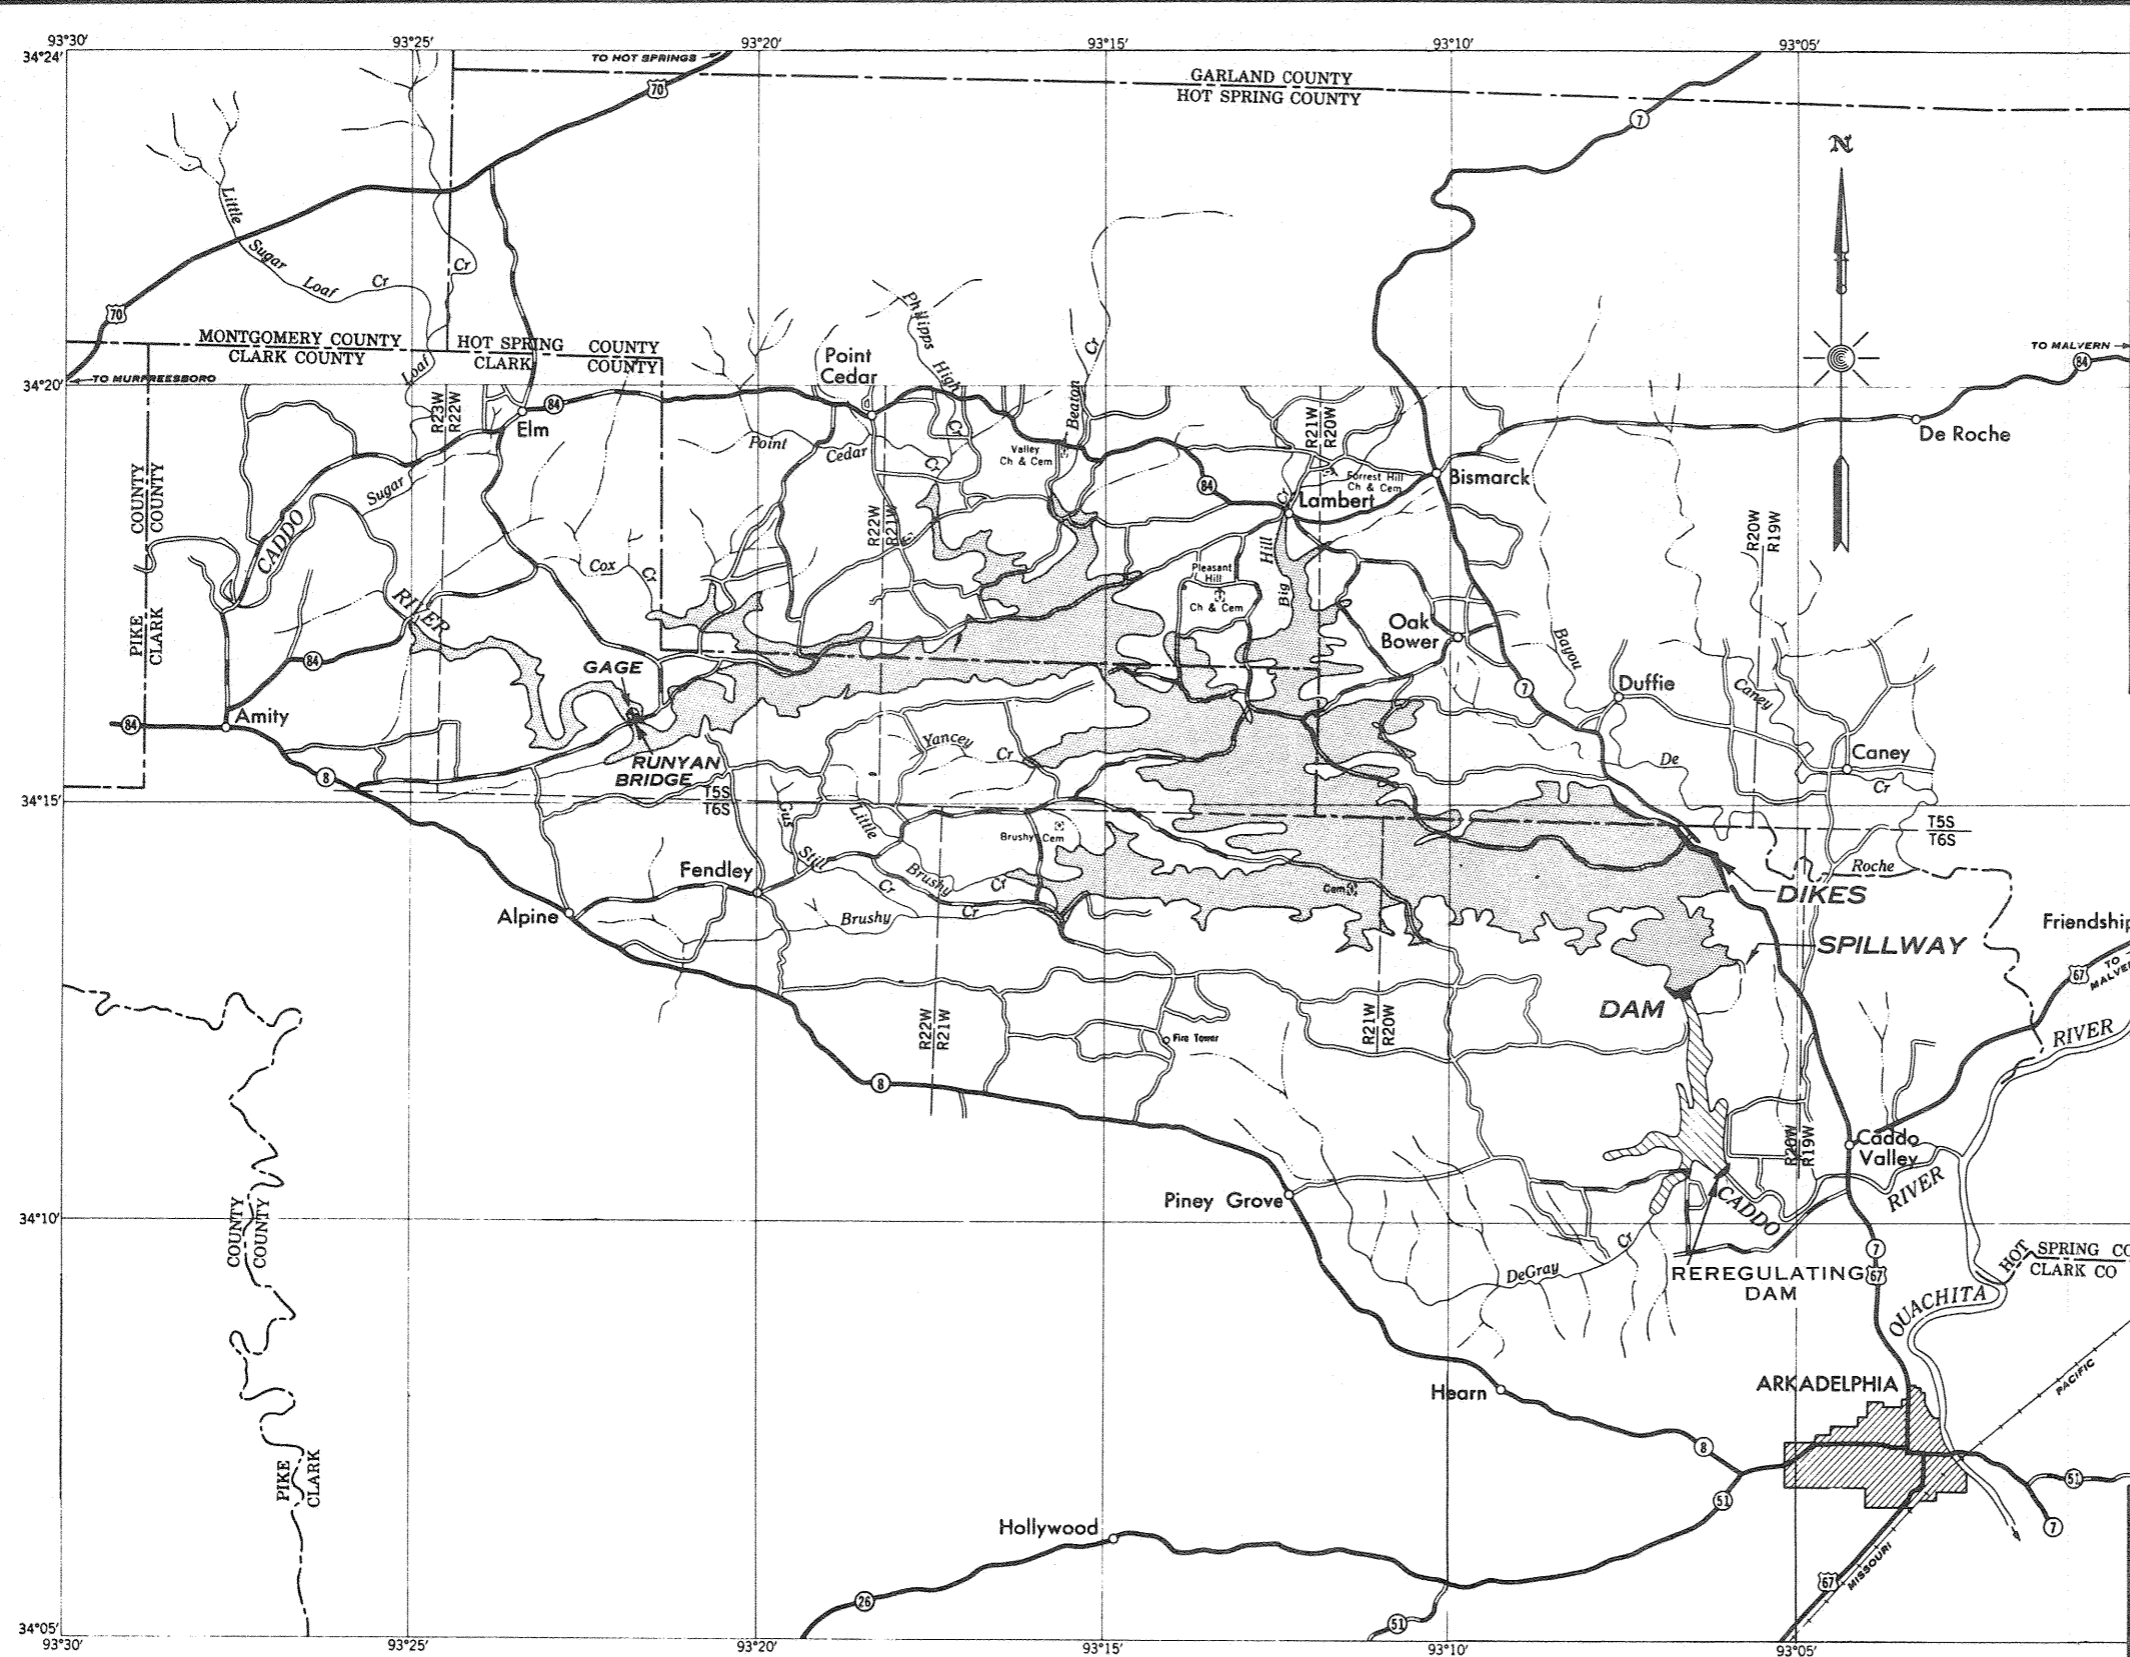 93°30′
93°25′
93°20′
93°15′
93°10′
93°05′
34°24′
TO HOT SPRINGS
70
GARLAND COUNTY
HOT SPRING COUNTY
7
N
Little
Sugar
Loaf
Cr
Cr
70
MONTGOMERY COUNTY
CLARK COUNTY
HOT SPRING COUNTY
CLARK COUNTY
Loaf
TO MURFREESBORO
34°20′
Phillpps
High
Cr
Beaton
Cr
Point
Cedar
TO MALVERN
84
R23W
R22W
84
Elm
Point
Cedar
Cr
Valley
Ch & Cem
R21W
R20W
De Roche
COUNTY
COUNTY
Sugar
CADDO
84
Cr
Lambert
Forrest Hill
Ch & Cem
Bismarck
R22W
R21W
R20W
R19W
Cox
Cr
Hill
Big
Pleasant
Hill
Ch & Cem
RIVER
PIKE
CLARK
Oak
Bower
Bayou
84
GAGE
7
Duffie
Caney
84
Amity
Yancey
Cr
RUNYAN
BRIDGE
De
Caney
Cr
8
34°15′
T5S
T6S
Gus
Little
Brushy Cem
T5S
T6S
Fendley
Still
Cr
Brushy
Cr
Cem
Roche
DIKES
Alpine
Brushy
Cr
Friendship
SPILLWAY
67
TO
MALVER
DAM
R22W
R21W
R21W
R20W
Fire Tower
RIVER
8
R20W
R19W
Caddo
Valley
COUNTY
COUNTY
Piney Grove
CADDO
RIVER
34°10′
7
67
DeGray
Cr
REREGULATING
DAM
HOT SPRING CO
CLARK CO
OUACHITA
PACIFIC
Hearn
ARKADELPHIA
8
51
51
PIKE
CLARK
Hollywood
7
26
67
MISSOURI
51
34°05′
93°30′
93°25′
93°20′
93°15′
93°10′
93°05′